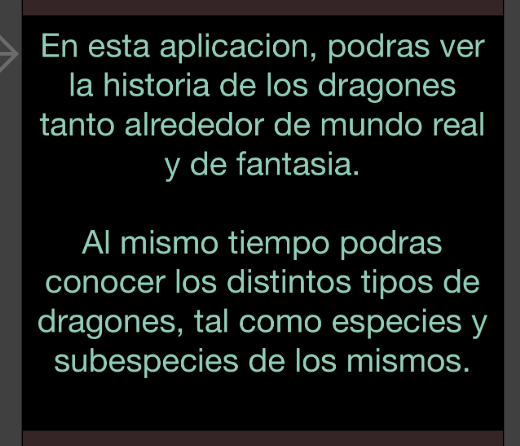 En esta aplicacion, podras ver
la historia de los dragones
tanto alrededor de mundo real
y de fantasia.
Al mismo tiempo podras
conocer los distintos tipos de
dragones, tal como especies y
subespecies de los mismos.